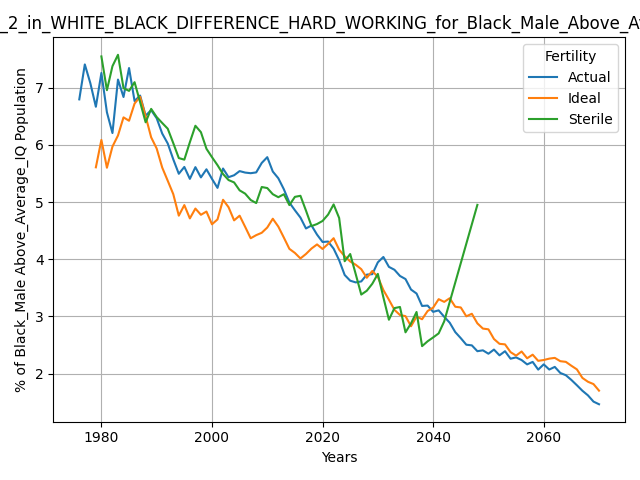 _2_in_WHITE_BLACK_DIFFERENCE_HARD_WORKING_for_Black_Male_Above_A
Fertility
Actual
Ideal
Sterile
% of Black_Male Above_Average_IQ Population
7
6
5
4
3
2
1980
2000
2020
2040
2060
Years